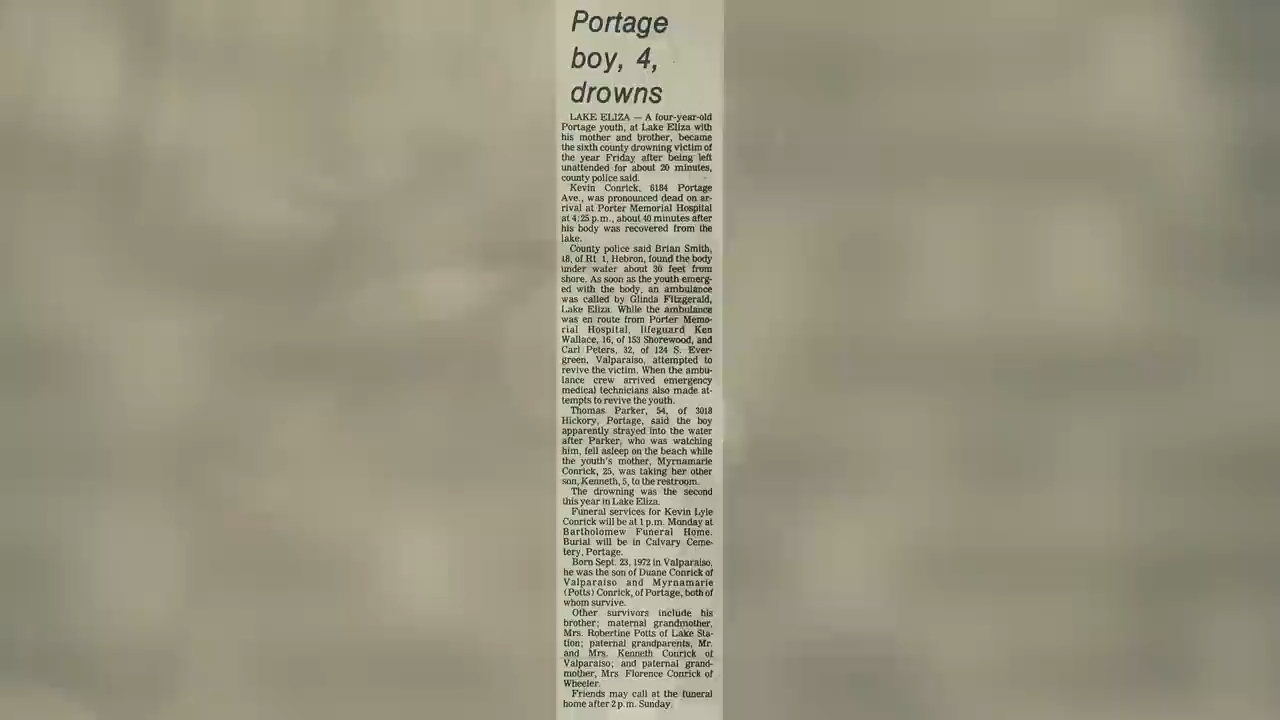 Portage
boy, 4,
drowns
LAKE ELIZA — A four-year-old
Portage youth, at Lake Eliza with
his mother and brother, became
the sixth county drowning victim of
the year Friday after being left
unattended for about 20 minutes,
county police said.
Kevin Conrick, 6184 Portage
Ave., was pronounced dead on ar-
rival at Porter Memorial Hospital
at 4:25 p.m., about 40 minutes after
his body was recovered from the
lake.
County police said Brian Smith,
18, of Rt. 1, Hebron, found the body
under water about 30 feet from
shore. As soon as the youth emerg-
ed with the body, an ambulance
was called by Glinda Fitzgerald,
Lake Eliza. While the ambulance
was en route from Porter Memo-
rial Hospital, lifeguard Ken
Wallace, 16, of 153 Shorewood, and
Carl Peters, 32, of 124 S. Ever-
green, Valparaiso, attempted to
revive the victim. When the ambu-
lance crew arrived emergency
medical technicians also made at-
tempts to revive the youth.
Thomas Parker, 54, of 3018
Hickory, Portage, said the boy
apparently strayed into the water
after Parker, who was watching
him, fell asleep on the beach while
the youth's mother, Myrnamarie
Conrick, 25, was taking her other
son, Kenneth, 5, to the restroom.
The drowning was the second
this year in Lake Eliza.
Funeral services for Kevin Lyle
Conrick will be at 1 p.m. Monday at
Bartholomew Funeral Home.
Burial will be in Calvary Ceme-
tery, Portage.
Born Sept. 23, 1972 in Valparaiso,
he was the son of Duane Conrick of
Valparaiso and Myrnamarie
(Potts) Conrick, of Portage, both of
whom survive.
Other survivors include his
brother; maternal grandmother,
Mrs. Robertine Potts of Lake Sta-
tion; paternal grandparents, Mr.
and Mrs. Kenneth Conrick of
Valparaiso; and paternal grand-
mother, Mrs. Florence Conrick of
Wheeler.
Friends may call at the funeral
home after 2 p.m. Sunday.